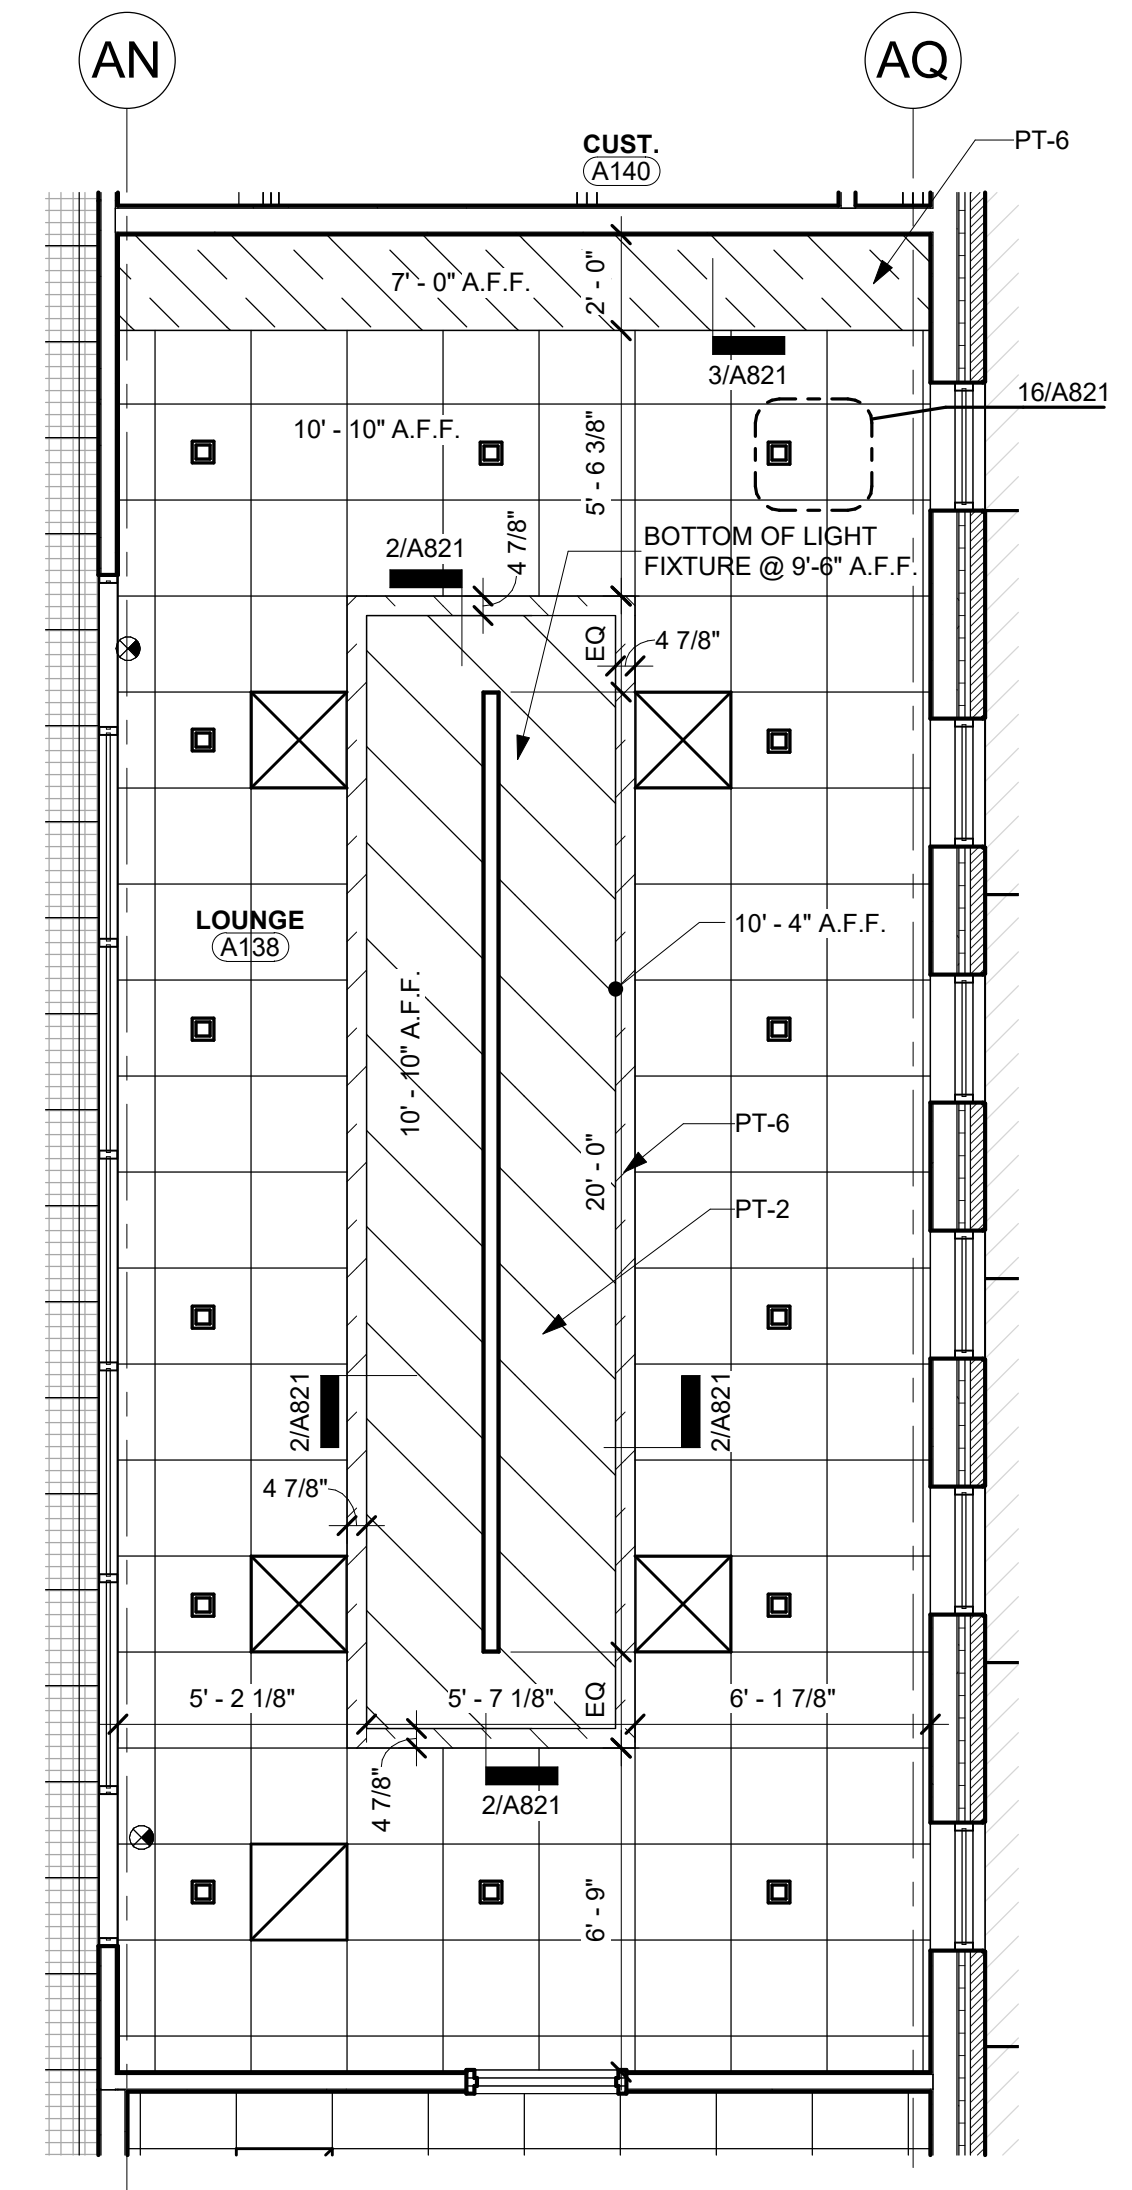 AN
AQ
CUST.
A140
PT-6
7' - 0" A.F.F.
2' - 0"
3/A821
16/A821
10' - 10" A.F.F.
5' - 6 3/8"
2/A821
4 7/8"
BOTTOM OF LIGHT
FIXTURE @ 9'-6" A.F.F.
EQ
4 7/8"
LOUNGE
A138
10' - 4" A.F.F.
10' - 10" A.F.F.
PT-6
20' - 0"
PT-2
2/A821
2/A821
4 7/8"
5' - 2 1/8"
5' - 7 1/8"
EQ
6' - 1 7/8"
4 7/8"
2/A821
6' - 9"